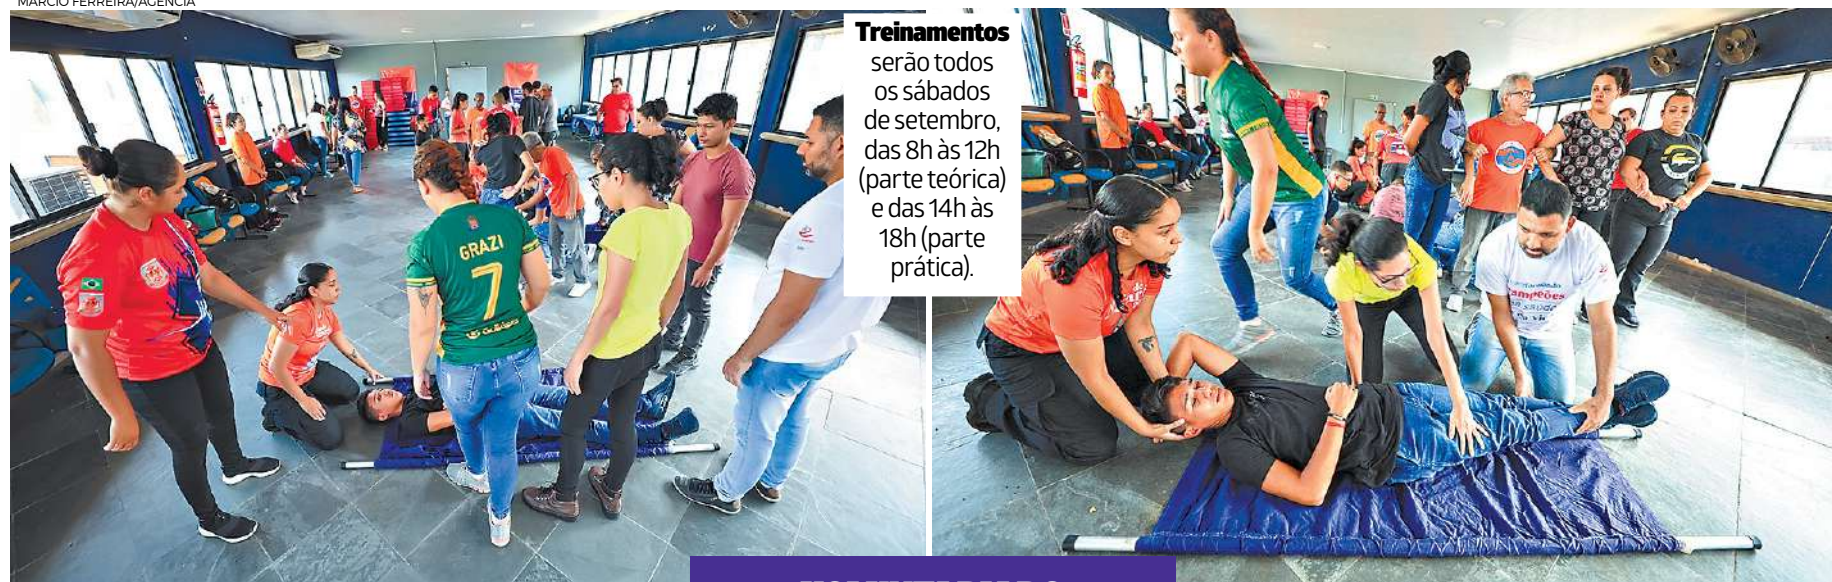 MÁRCIO FERREIRA/AGÊNCIA
Treinamentos
serão todos
os sábados
de setembro,
das 8h às 12h
(parte teórica)
e das 14h às
18h (parte
prática).
GRAZI
7